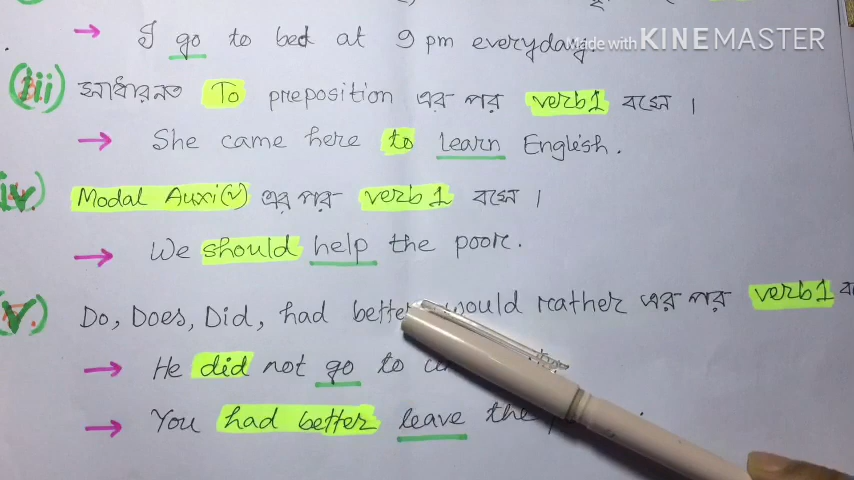 → I go to bed at 9 pm everyday.
Made with KINEMASTER
(iii) সাধারনত To preposition এর পর verb1 বসে।
→ She came here to learn English.
iv) Modal Auxi(v) এর পর verb1 বসে।
→ We should help the poor.
(v) Do, Does, Did, had better would rather এর পর verb1
→ He did not go to
→ You had better leave the